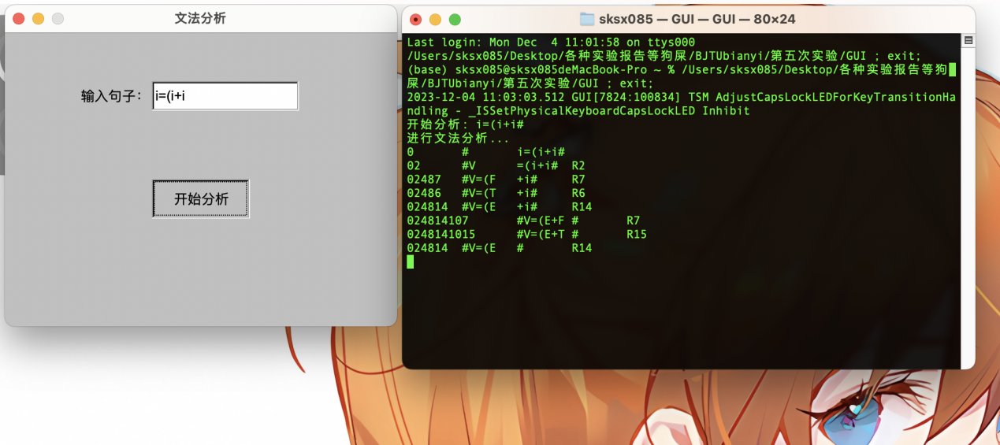 文法分析
输入句子： i=(i+i
开始分析
sksx085 — GUI — GUI — 80×24
Last login: Mon Dec  4 11:01:58 on ttys000
/Users/sksx085/Desktop/各种实验报告等狗屎/BJTUbianyi/第五次实验/GUI ; exit;
(base) sksx085@sksx085deMacBook-Pro ~ % /Users/sksx085/Desktop/各种实验报告等狗
屎/BJTUbianyi/第五次实验/GUI ; exit;
2023-12-04 11:03:03.512 GUI[7824:100834] TSM AdjustCapsLockLEDForKeyTransitionHa
ndling - _ISSetPhysicalKeyboardCapsLockLED Inhibit
开始分析：i=(i+i#
进行文法分析...
0       #       i=(i+i#
02      #V      =(i+i#  R2
02487   #V=(F   +i#     R7
02486   #V=(T   +i#     R6
024814  #V=(E   +i#     R14
024814107       #V=(E+F #       R7
0248141015      #V=(E+T #       R15
024814  #V=(E   #       R14